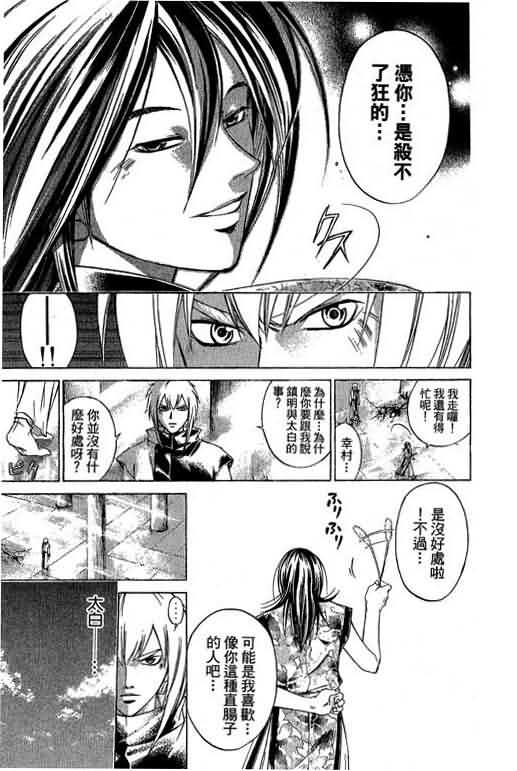 憑你…是殺不
了狂的…
クス
！！
我走囉！
我還有得
忙呢！
幸村…
為什麼…為什
麼你要跟我說
鎮明與太白的
事？
你並沒有什
麼好處呀？
ピク
是沒好處啦
！不過…
ふり
ふり
可能是我喜歡…
像你這種直腸子
的人吧…
…
太白……